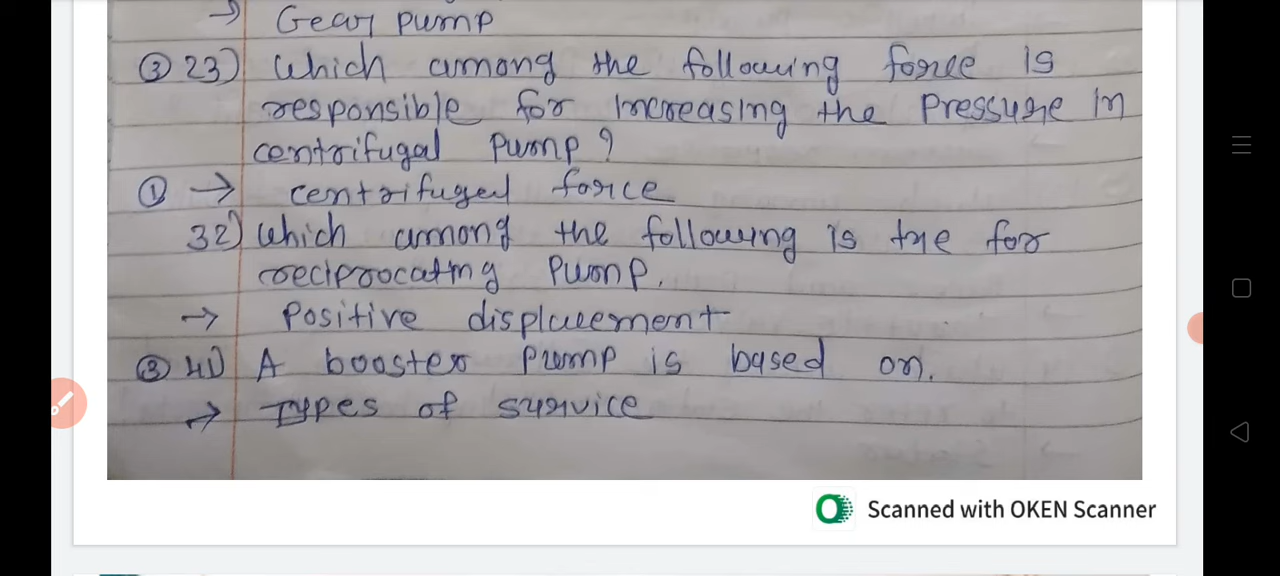 → Gear pump
③ 23) Which among the following force is
responsible for increasing the pressure in
centrifugal pump?
① → centrifugal force
32) Which among the following is true for
reciprocating pump.
→ Positive displacement
③ 41) A booster pump is based on.
→ Types of survice
Scanned with OKEN Scanner